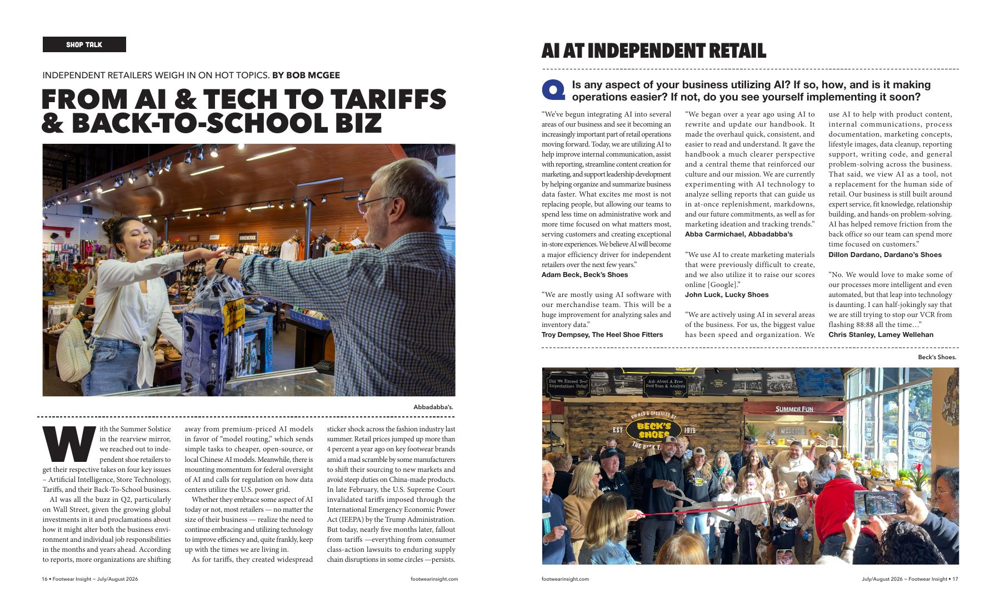 SHOP TALK
INDEPENDENT RETAILERS WEIGH IN ON HOT TOPICS. BY BOB MCGEE
FROM AI & TECH TO TARIFFS
& BACK-TO-SCHOOL BIZ
BIRKENSTOCK
Abbadabba's.
With the Summer Solstice
in the rearview mirror,
we reached out to inde-
pendent shoe retailers to
get their respective takes on four key issues
– Artificial Intelligence, Store Technology,
Tariffs, and their Back-To-School business.
AI was all the buzz in Q2, particularly
on Wall Street, given the growing global
investments in it and proclamations about
how it might alter both the business envi-
ronment and individual job responsibilities
in the months and years ahead. According
to reports, more organizations are shifting
away from premium-priced AI models
in favor of “model routing,” which sends
simple tasks to cheaper, open-source, or
local Chinese AI models. Meanwhile, there is
mounting momentum for federal oversight
of AI and calls for regulation on how data
centers utilize the U.S. power grid.
Whether they embrace some aspect of AI
today or not, most retailers — no matter the
size of their business — realize the need to
continue embracing and utilizing technology
to improve efficiency and, quite frankly, keep
up with the times we are living in.
As for tariffs, they created widespread
sticker shock across the fashion industry last
summer. Retail prices jumped up more than
4 percent a year ago on key footwear brands
amid a mad scramble by some manufacturers
to shift their sourcing to new markets and
avoid steep duties on China-made products.
In late February, the U.S. Supreme Court
invalidated tariffs imposed through the
International Emergency Economic Power
Act (IEEPA) by the Trump Administration.
But today, nearly five months later, fallout
from tariffs —everything from consumer
class-action lawsuits to enduring supply
chain disruptions in some circles —persists.
16 • Footwear Insight ~ July/August 2026
footwearinsight.com
AI AT INDEPENDENT RETAIL
Q Is any aspect of your business utilizing AI? If so, how, and is it making
operations easier? If not, do you see yourself implementing it soon?
“We've begun integrating AI into several
areas of our business and see it becoming an
increasingly important part of retail operations
moving forward. Today, we are utilizing AI to
help improve internal communication, assist
with reporting, streamline content creation for
marketing, and support leadership development
by helping organize and summarize business
data faster. What excites me most is not
replacing people, but allowing our teams to
spend less time on administrative work and
more time focused on what matters most,
serving customers and creating exceptional
in-store experiences. We believe AI will become
a major efficiency driver for independent
retailers over the next few years.”
Adam Beck, Beck's Shoes
“We are mostly using AI software with
our merchandise team. This will be a
huge improvement for analyzing sales and
inventory data.”
Troy Dempsey, The Heel Shoe Fitters
“We began over a year ago using AI to
rewrite and update our handbook. It
made the overhaul quick, consistent, and
easier to read and understand. It gave the
handbook a much clearer perspective
and a central theme that reinforced our
culture and our mission. We are currently
experimenting with AI technology to
analyze selling reports that can guide us
in at-once replenishment, markdowns,
and our future commitments, as well as for
marketing ideation and tracking trends.”
Abba Carmichael, Abbadabba's
“We use AI to create marketing materials
that were previously difficult to create,
and we also utilize it to raise our scores
online [Google].”
John Luck, Lucky Shoes
“We are actively using AI in several areas
of the business. For us, the biggest value
has been speed and organization. We
use AI to help with product content,
internal communications, process
documentation, marketing concepts,
lifestyle images, data cleanup, reporting
support, writing code, and general
problem-solving across the business.
That said, we view AI as a tool, not
a replacement for the human side of
retail. Our business is still built around
expert service, fit knowledge, relationship
building, and hands-on problem-solving.
AI has helped remove friction from the
back office so our team can spend more
time focused on customers.”
Dillon Dardano, Dardano's Shoes
“No. We would love to make some of
our processes more intelligent and even
automated, but that leap into technology
is daunting. I can half-jokingly say that
we are still trying to stop our VCR from
flashing 88:88 all the time…”
Chris Stanley, Lamey Wellehan
Beck's Shoes.
Did We Exceed Your
Expectations Today?
Ask About A Free
Foot Scan & Analysis
SUMMER FUN
WELCOME
OWNED & OPERATED BY
EST 1919
BECK'S
SHOES
footwearinsight.com
July/August 2026 ~ Footwear Insight • 17